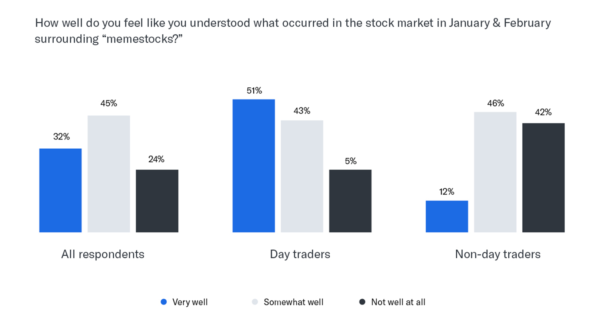 How well do you feel like you understood what occurred in the stock market in January & February
surrounding “memestocks?”
32%
45%
24%
51%
43%
5%
12%
46%
42%
All respondents
Day traders
Non-day traders
Very well
Somewhat well
Not well at all